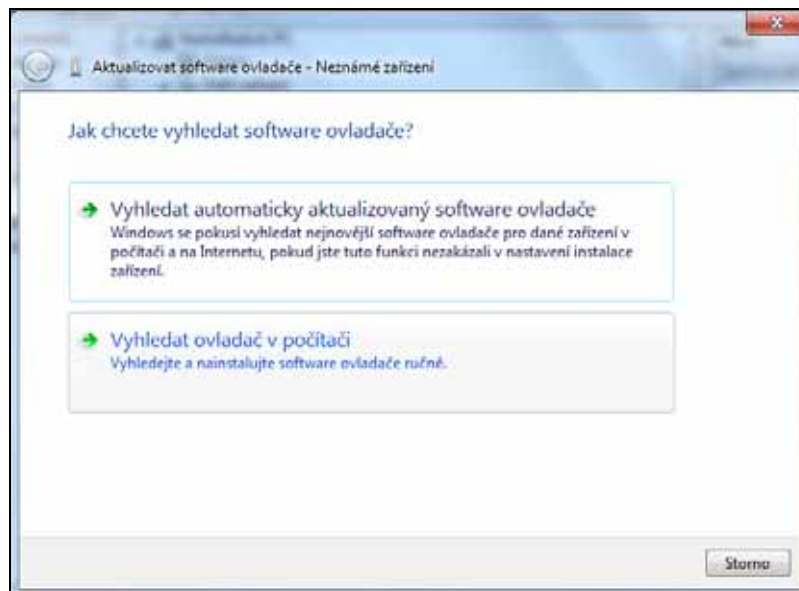 Aktualizovat software ovladače - Neznámé zařízení
Jak chcete vyhledat software ovladače?
Vyhledat automaticky aktualizovaný software ovladače
Windows se pokusí vyhledat nejnovější software ovladače pro dané zařízení v
počítači a na Internetu, pokud jste tuto funkci nezakázali v nastavení instalace
zařízení.
Vyhledat ovladač v počítači
Vyhledejte a nainstalujte software ovladače ručně.
Storno